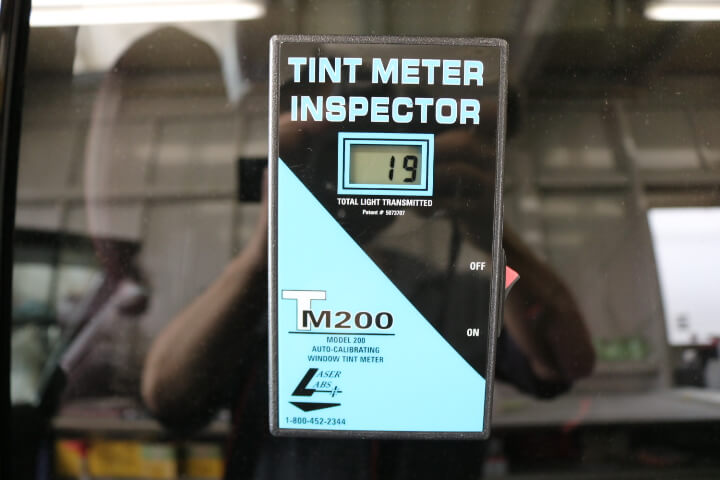 TINT METER
INSPECTOR
19
TOTAL LIGHT TRANSMITTED
Patent # 5073707
OFF
ON
TM200
MODEL 200
AUTO-CALIBRATING
WINDOW TINT METER
LASER
LABS
1-800-452-2344